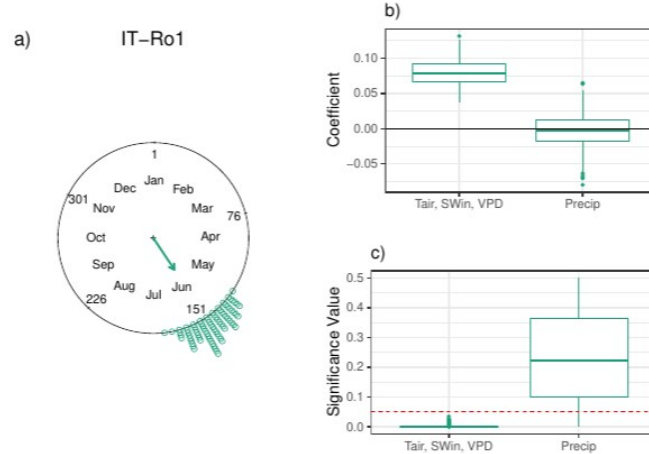 a)
IT−Ro1
1
Jan
Dec
Feb
301
Nov
Mar
76
Oct
Apr
Sep
May
226
Aug
Jul
Jun
151
b)
Coefficient
0.10
0.05
0.00
−0.05
Tair, SWin, VPD
Precip
c)
Significance Value
0.5
0.4
0.3
0.2
0.1
0.0
Tair, SWin, VPD
Precip